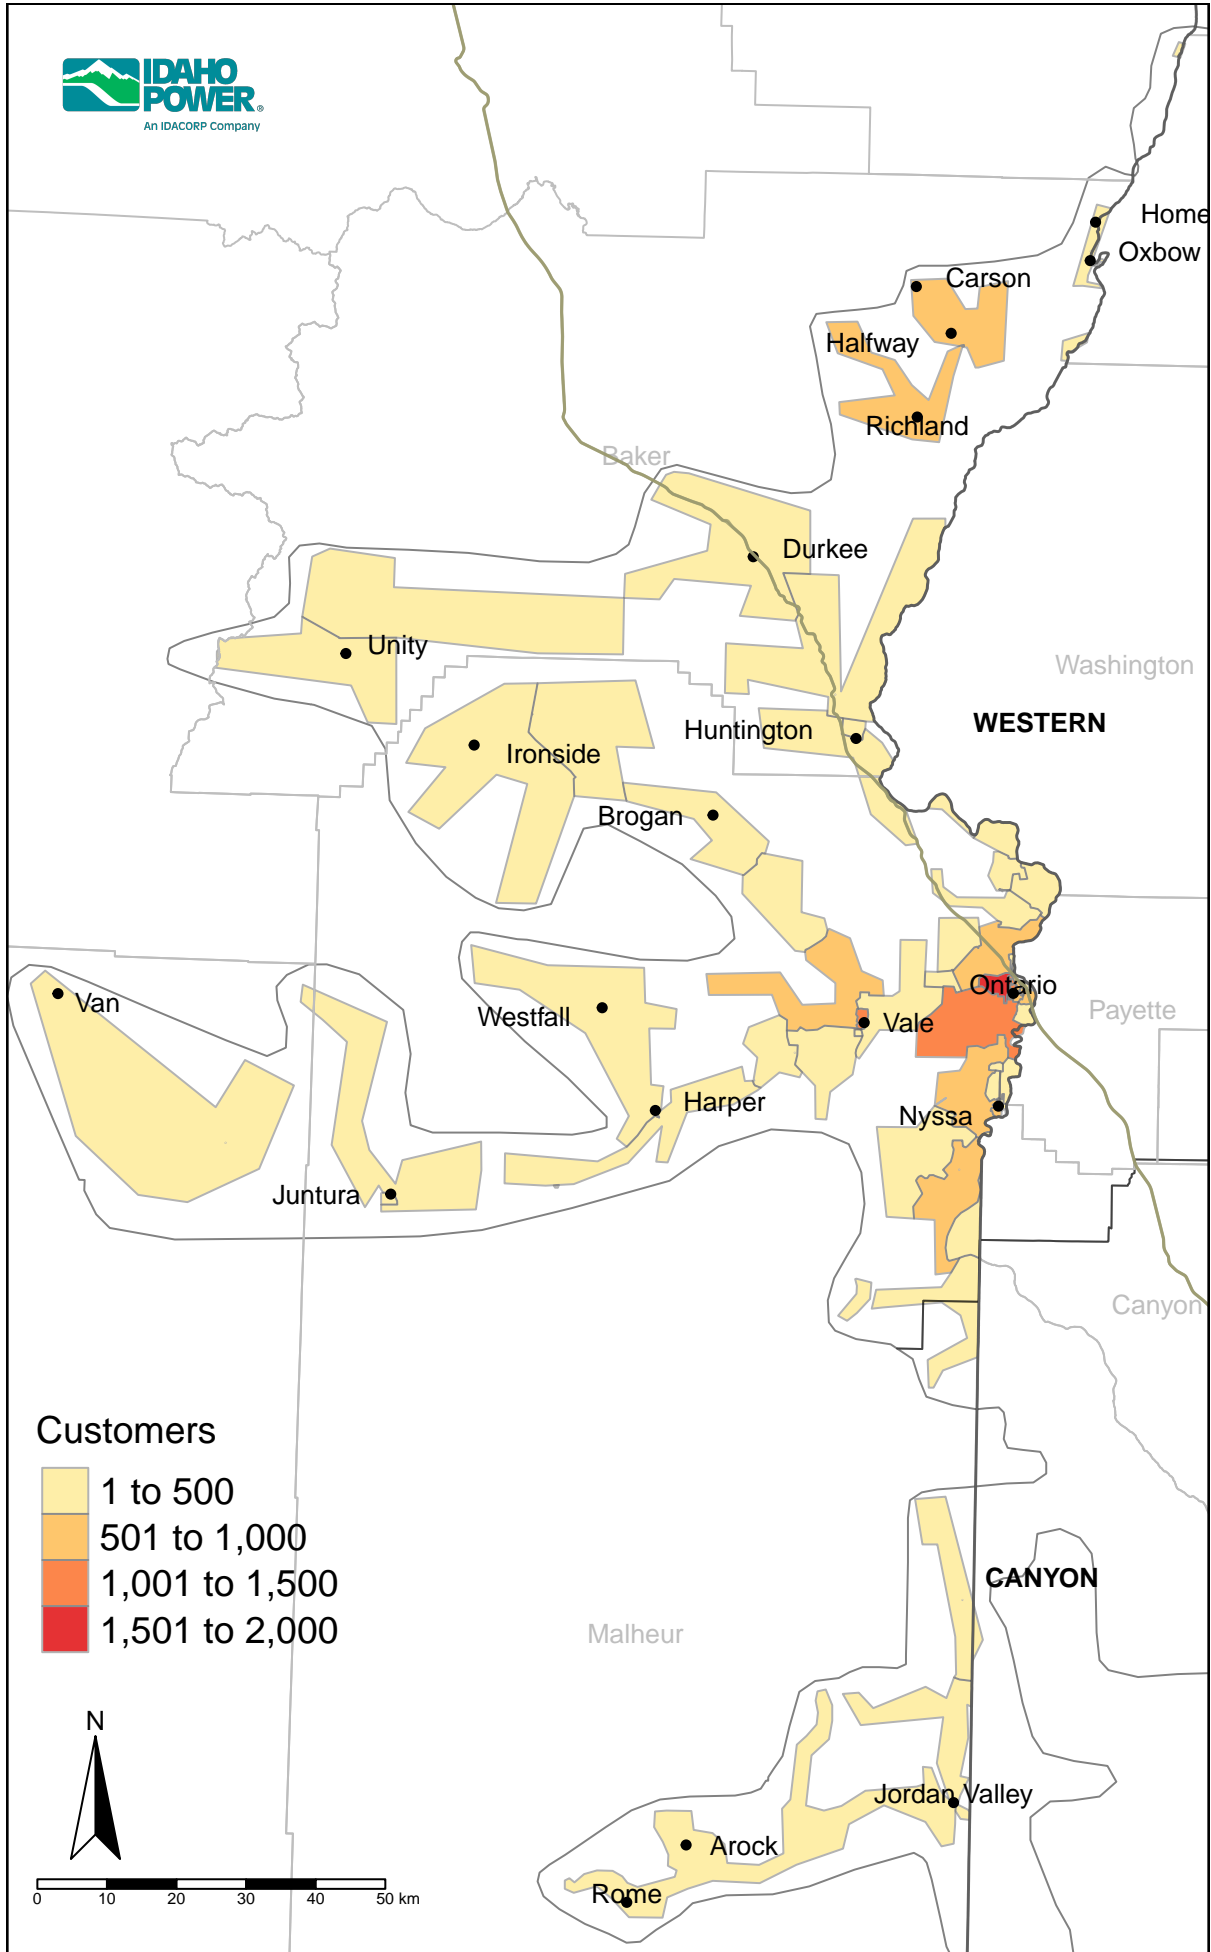 IDAHO
POWER®
An IDACORP Company
Home
Oxbow
Carson
Halfway
Richland
Baker
Durkee
Unity
Washington
WESTERN
Huntington
Ironside
Brogan
Van
Westfall
Ontario
Vale
Payette
Harper
Nyssa
Juntura
Canyon
Customers
1 to 500
501 to 1,000
1,001 to 1,500
1,501 to 2,000
CANYON
Malheur
N
Jordan Valley
Arock
Rome
0 10 20 30 40 50 km